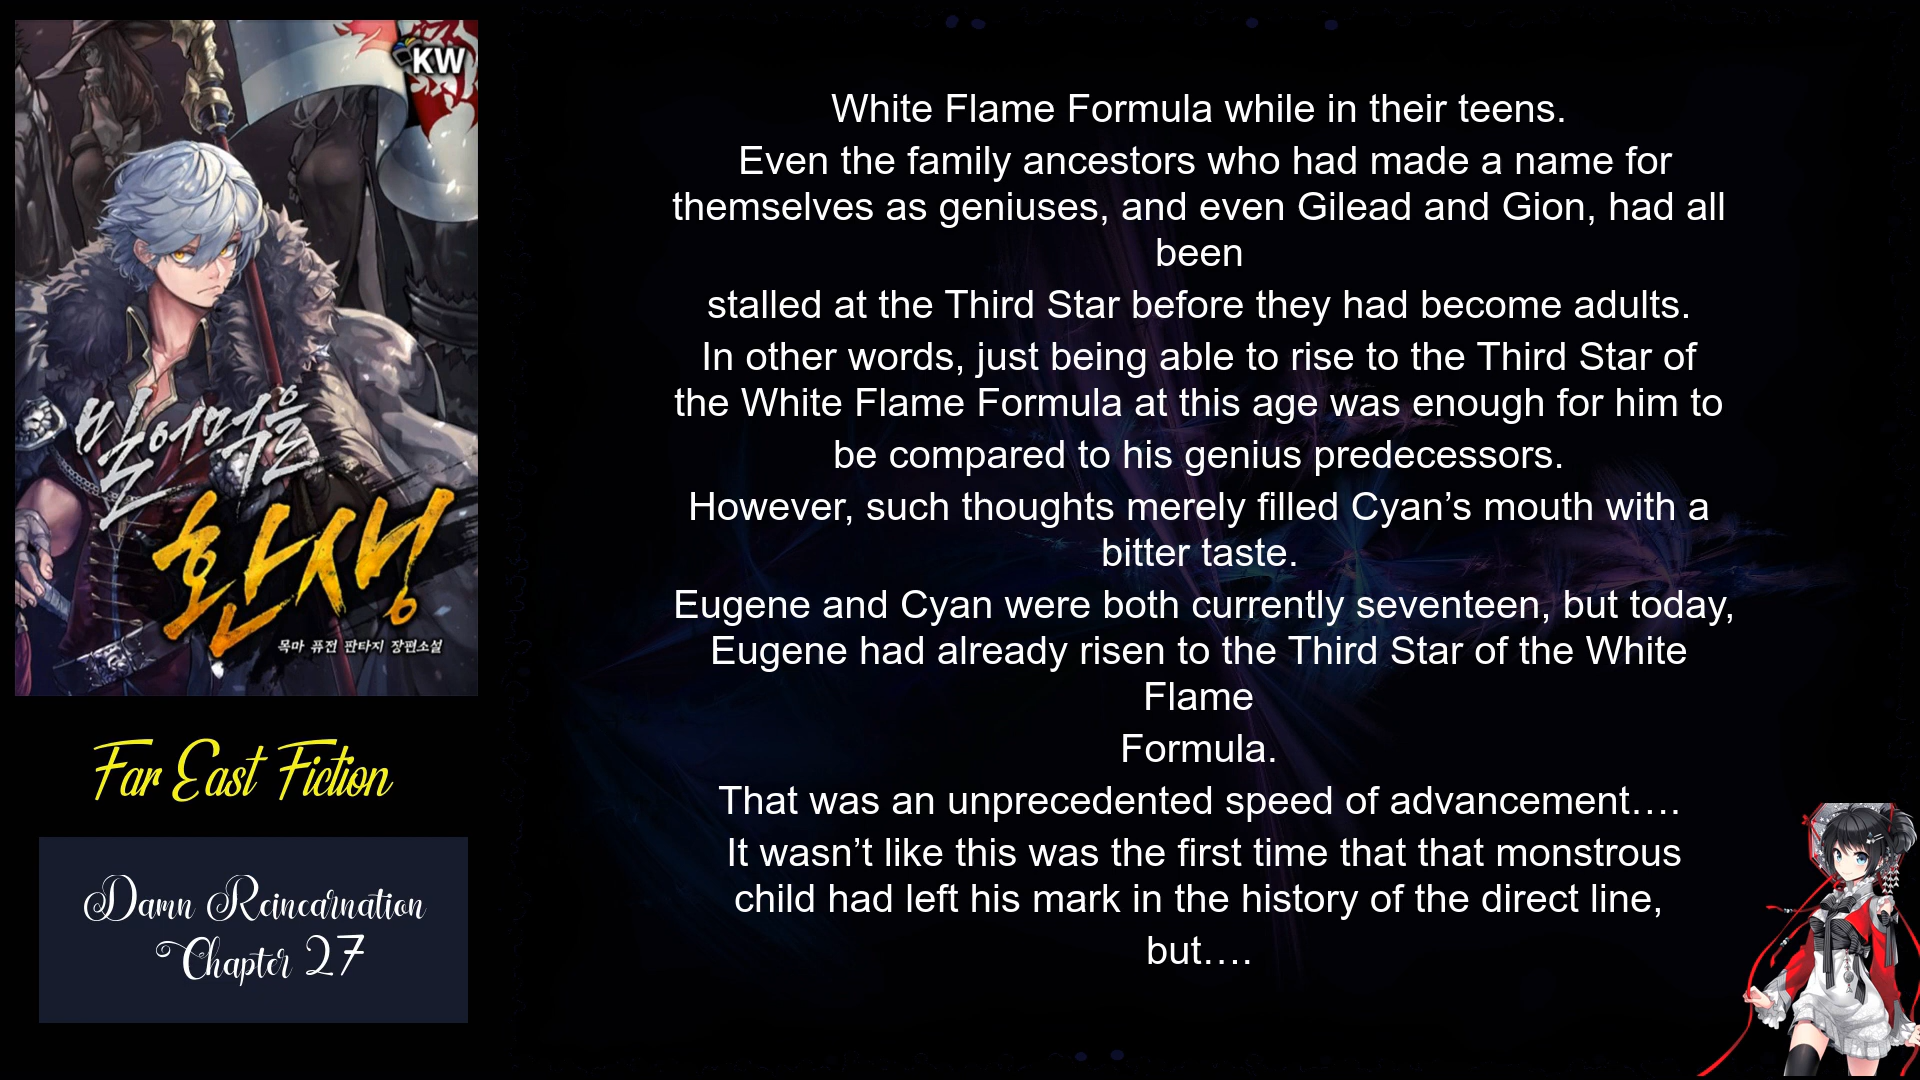 KW
빌어먹을
환생
목마 퓨전 판타지 장편소설
Far East Fiction
Damn Reincarnation
Chapter 27
White Flame Formula while in their teens.
Even the family ancestors who had made a name for
themselves as geniuses, and even Gilead and Gion, had all
been
stalled at the Third Star before they had become adults.
In other words, just being able to rise to the Third Star of
the White Flame Formula at this age was enough for him to
be compared to his genius predecessors.
However, such thoughts merely filled Cyan’s mouth with a
bitter taste.
Eugene and Cyan were both currently seventeen, but today,
Eugene had already risen to the Third Star of the White
Flame
Formula.
That was an unprecedented speed of advancement….
It wasn’t like this was the first time that that monstrous
child had left his mark in the history of the direct line,
but….